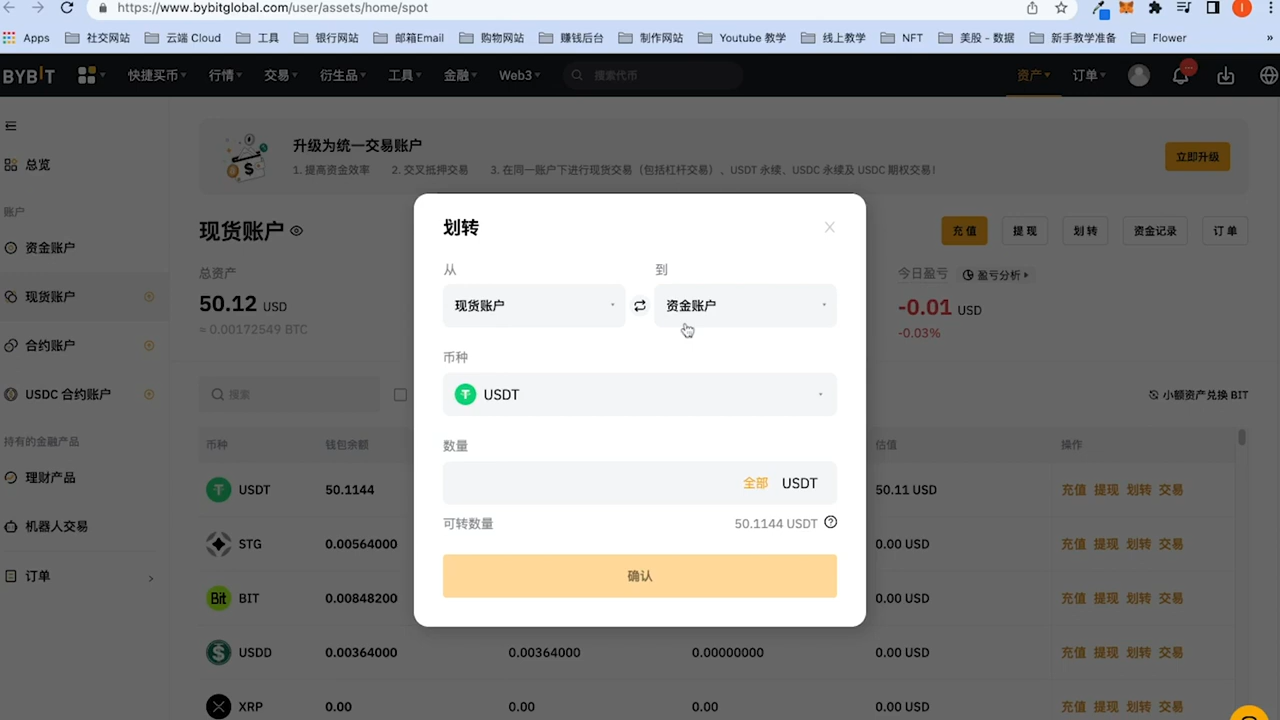 https://www.bybitglobal.com/user/assets/home/spot
Apps 社交网站 云端 Cloud 工具 银行网站 邮箱Email 购物网站 赚钱后台 制作网站 Youtube 教学 线上教学 NFT 美股 - 数据 新手教学准备 Flower »
BYBIT 快捷买币 行情 交易 衍生品 工具 金融 Web3 搜索代币 资产 订单
升级为统一交易账户
1. 提高资金效率 2. 交叉抵押交易 3. 在同一账户下进行现货交易（包括杠杆交易）、USDT 永续、USDC 永续及 USDC 期权交易！
立即升级
总览
账户
资金账户
现货账户
合约账户
USDC 合约账户
持有的金融产品
理财产品
机器人交易
订单
现货账户
充值 提现 划转 资金记录 订单
总资产
50.12 USD
≈ 0.00172549 BTC
今日盈亏 盈亏分析
-0.01 USD
-0.03%
搜索
小额资产兑换 BIT
划转
从 到
现货账户 资金账户
币种
USDT
数量
全部 USDT
可转数量 50.1144 USDT
确认
币种 钱包余额 估值 操作
USDT 50.1144 50.11 USD 充值 提现 划转 交易
STG 0.00564000 0.00 USD 充值 提现 划转 交易
BIT 0.00848200 0.00 USD 充值 提现 划转 交易
USDD 0.00364000 0.00364000 0.00000000 0.00 USD 充值 提现 划转 交易
XRP 0.00 0.00 0.00 0.00 USD 充值 提现 划转 交易